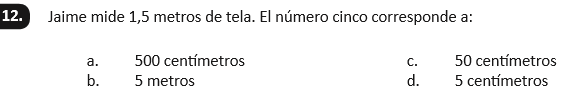 12. Jaime mide 1,5 metros de tela. El número cinco corresponde a:
a. 500 centímetros c. 50 centímetros
b. 5 metros d. 5 centímetros